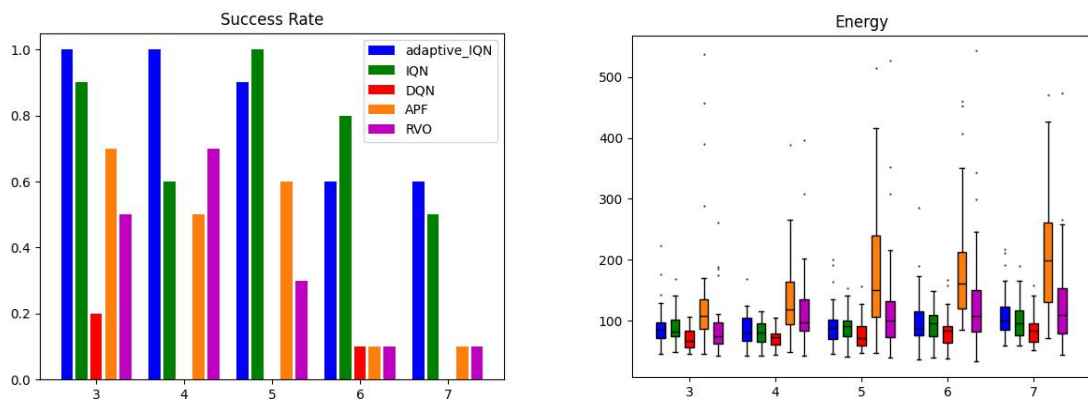 Success Rate
1.0
0.8
0.6
0.4
0.2
0.0
3 4 5 6 7
adaptive_IQN
IQN
DQN
APF
RVO
Energy
500
400
300
200
100
3 4 5 6 7